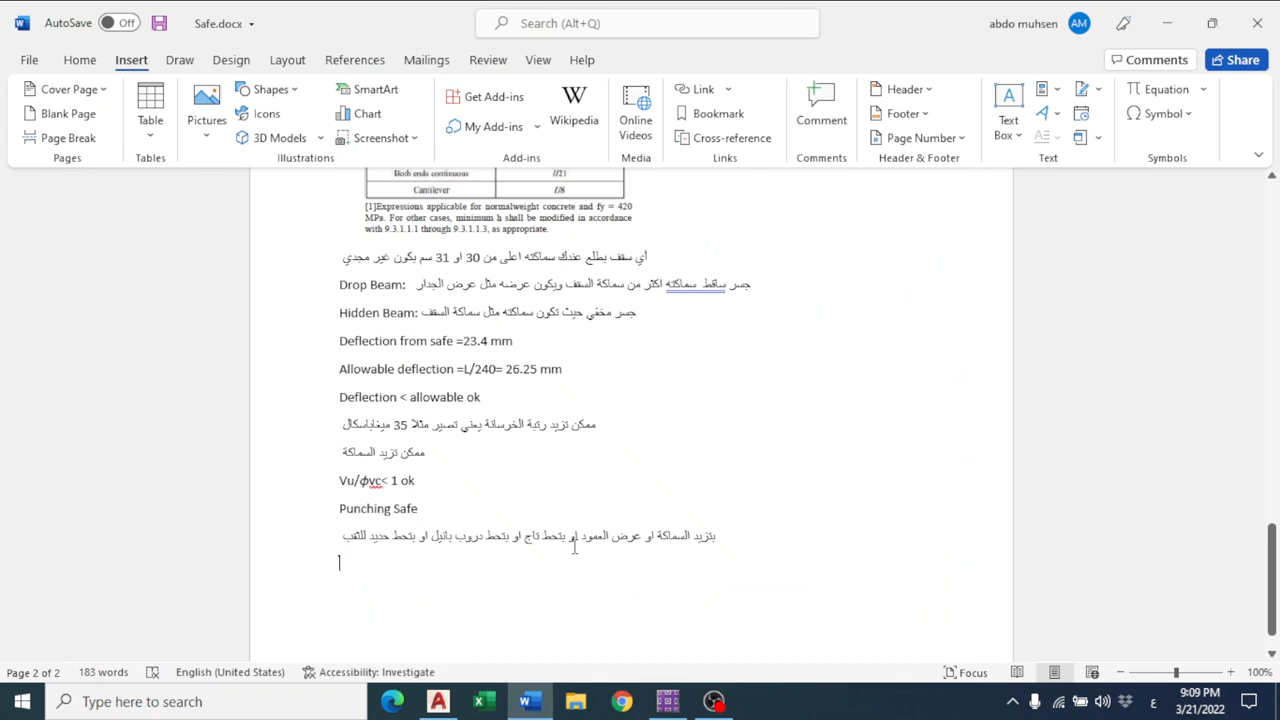 AutoSave Off Safe.docx Search (Alt+Q) abdo muhsen AM
File Home Insert Draw Design Layout References Mailings Review View Help Comments Share
Cover Page
Blank Page
Page Break
Pages
Table
Tables
Pictures
Shapes
Icons
3D Models
SmartArt
Chart
Screenshot
Illustrations
Get Add-ins
My Add-ins
Wikipedia
Add-ins
Online
Videos
Media
Link
Bookmark
Cross-reference
Links
Comment
Comments
Header
Footer
Page Number
Header & Footer
Text
Box
Text
Equation
Symbol
Symbols
Both ends continuous ℓ/21
Cantilever ℓ/8
[1]Expressions applicable for normalweight concrete and fy = 420
MPa. For other cases, minimum h shall be modified in accordance
with 9.3.1.1.1 through 9.3.1.1.3, as appropriate.
أي سقف بطلع عندك سماكته اعلى من 30 او 31 سم بكون غير مجدي
Drop Beam: جسر ساقط سماكته اكثر من سماكة السقف ويكون عرضه مثل عرض الجدار
Hidden Beam: جسر مخفي حيث تكون سماكته مثل سماكة السقف
Deflection from safe =23.4 mm
Allowable deflection =L/240= 26.25 mm
Deflection < allowable ok
ممكن تزيد رتبة الخرسانة يعني تصير مثلا 35 ميغاباسكال
ممكن تزيد السماكة
Vu/ϕvc< 1 ok
Punching Safe
بتزيد السماكة او عرض العمود او بتحط تاج او بتحط دروب بانيل او بتحط حديد للثقب
Page 2 of 2 183 words English (United States) Accessibility: Investigate Focus 100%
Type here to search ع 9:09 PM
3/21/2022